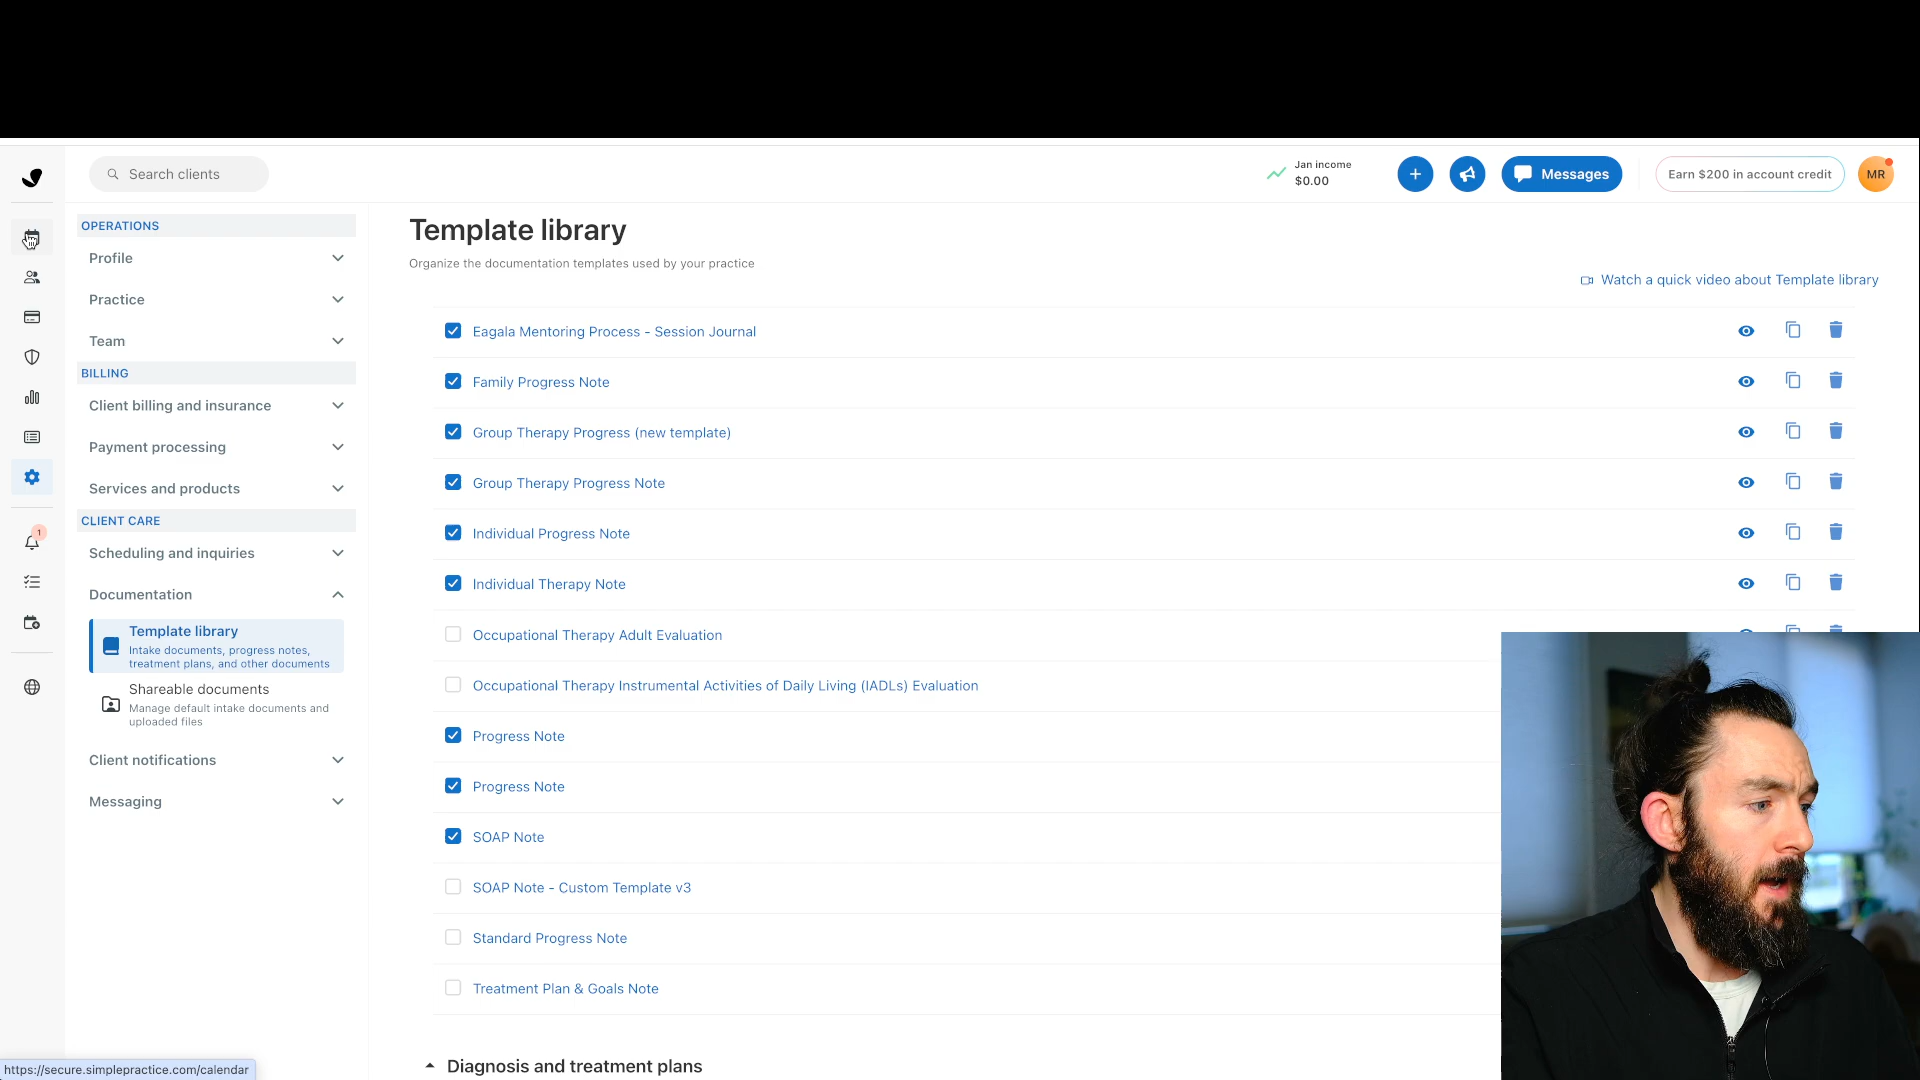 Search clients
Jan income
$0.00
+
Messages
Earn $200 in account credit
MR
OPERATIONS
Profile
Practice
Team
BILLING
Client billing and insurance
Payment processing
Services and products
CLIENT CARE
Scheduling and inquiries
Documentation
Template library
Intake documents, progress notes,
treatment plans, and other documents
Shareable documents
Manage default intake documents and
uploaded files
Client notifications
Messaging
1
Template library
Organize the documentation templates used by your practice
Watch a quick video about Template library
Eagala Mentoring Process - Session Journal
Family Progress Note
Group Therapy Progress (new template)
Group Therapy Progress Note
Individual Progress Note
Individual Therapy Note
Occupational Therapy Adult Evaluation
Occupational Therapy Instrumental Activities of Daily Living (IADLs) Evaluation
Progress Note
Progress Note
SOAP Note
SOAP Note - Custom Template v3
Standard Progress Note
Treatment Plan & Goals Note
Diagnosis and treatment plans
https://secure.simplepractice.com/calendar